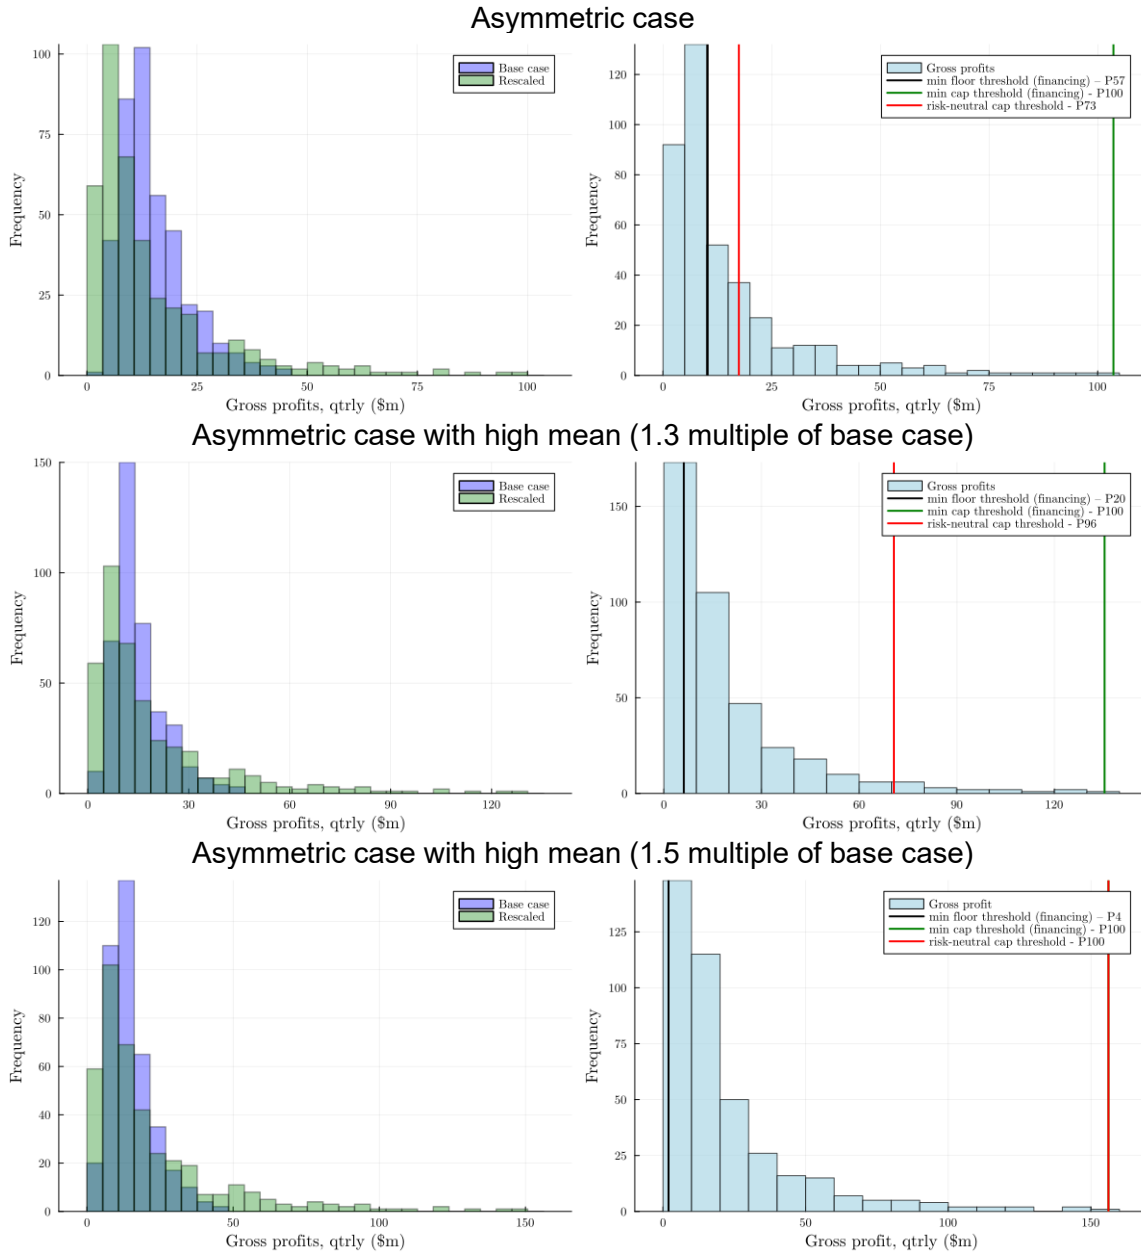 Asymmetric case
100
75
50
25
0
Frequency
Base case
Rescaled
0
25
50
75
100
Gross profits, qtrly ($m)
120
100
80
60
40
20
0
Frequency
Gross profits
min floor threshold (financing) – P57
min cap threshold (financing) - P100
risk-neutral cap threshold - P73
0
25
50
75
100
Gross profits, qtrly ($m)
Asymmetric case with high mean (1.3 multiple of base case)
150
100
50
0
Frequency
Base case
Rescaled
0
30
60
90
120
Gross profits, qtrly ($m)
150
100
50
0
Frequency
Gross profits
min floor threshold (financing) – P20
min cap threshold (financing) - P100
risk-neutral cap threshold - P96
0
30
60
90
120
Gross profits, qtrly ($m)
Asymmetric case with high mean (1.5 multiple of base case)
120
100
80
60
40
20
0
Frequency
Base case
Rescaled
0
50
100
150
Gross profits, qtrly ($m)
125
100
75
50
25
0
Frequency
Gross profit
min floor threshold (financing) – P4
min cap threshold (financing) - P100
risk-neutral cap threshold - P100
0
50
100
150
Gross profit, qtrly ($m)